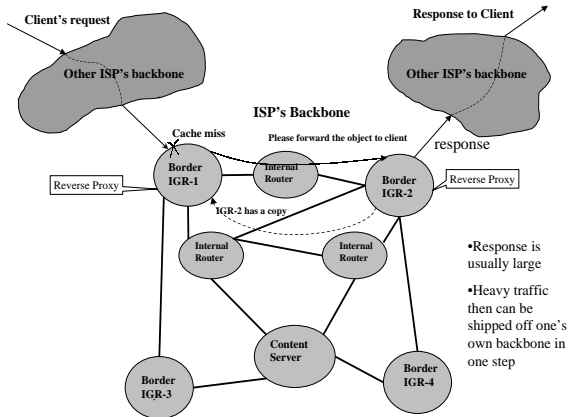 Client's request
Response to Client
Other ISP's backbone
Other ISP's backbone
ISP's Backbone
Cache miss
Please forward the object to client
response
Border
IGR-1
Internal
Router
Border
IGR-2
Reverse Proxy
Reverse Proxy
IGR-2 has a copy
Internal
Router
Internal
Router
•Response is
usually large
•Heavy traffic
then can be
shipped off one's
own backbone in
one step
Content
Server
Border
IGR-3
Border
IGR-4